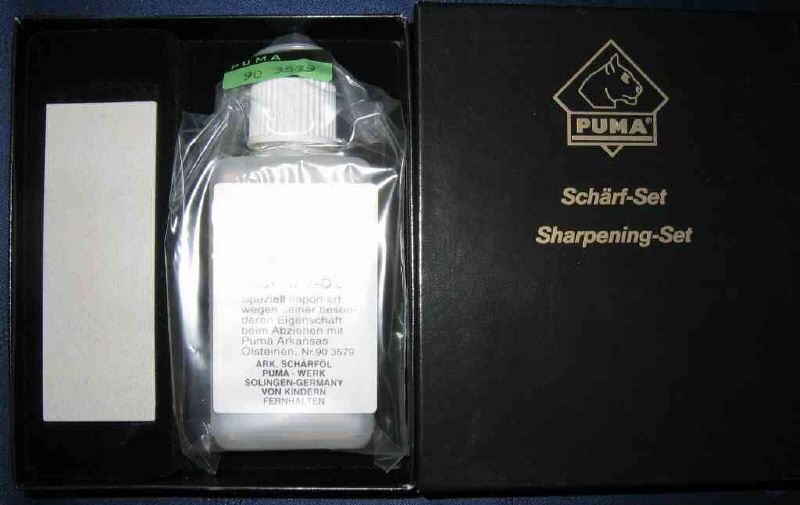 PUMA
90 3579
Speziell importiert
wegen seiner beson-
deren Eigenschaft
beim Abziehen mit
Puma Arkansas
Ölsteinen, Nr. 90 3579
ARK. SCHÄRFÖL
PUMA - WERK
SOLINGEN-GERMANY
VON KINDERN
FERNHALTEN
PUMA®
Schärf-Set
Sharpening-Set